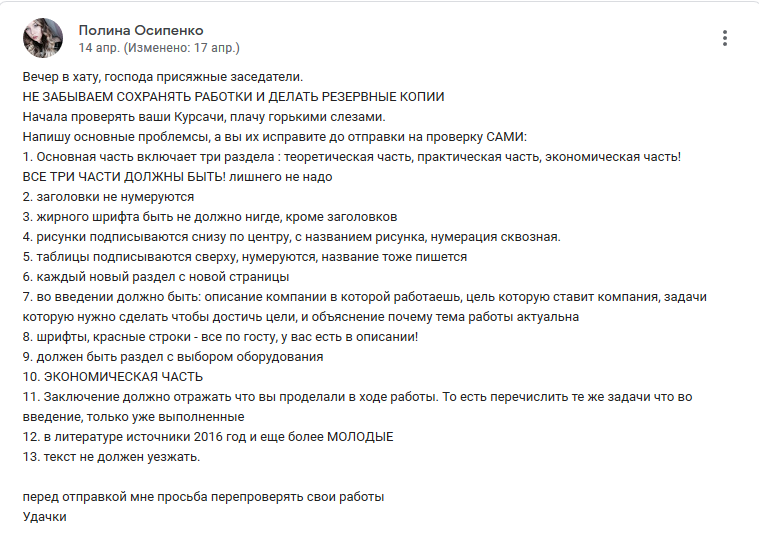 Полина Осипенко
14 апр. (Изменено: 17 апр.)
Вечер в хату, господа присяжные заседатели.
НЕ ЗАБЫВАЕМ СОХРАНЯТЬ РАБОТКИ И ДЕЛАТЬ РЕЗЕРВНЫЕ КОПИИ
Начала проверять ваши Курсачи, плачу горькими слезами.
Напишу основные проблемсы, а вы их исправите до отправки на проверку САМИ:
1. Основная часть включает три раздела : теоретическая часть, практическая часть, экономическая часть!
ВСЕ ТРИ ЧАСТИ ДОЛЖНЫ БЫТЬ! лишнего не надо
2. заголовки не нумеруются
3. жирного шрифта быть не должно нигде, кроме заголовков
4. рисунки подписываются снизу по центру, с названием рисунка, нумерация сквозная.
5. таблицы подписываются сверху, нумеруются, название тоже пишется
6. каждый новый раздел с новой страницы
7. во введении должно быть: описание компании в которой работаешь, цель которую ставит компания, задачи
которую нужно сделать чтобы достичь цели, и объяснение почему тема работы актуальна
8. шрифты, красные строки - все по госту, у вас есть в описании!
9. должен быть раздел с выбором оборудования
10. ЭКОНОМИЧЕСКАЯ ЧАСТЬ
11. Заключение должно отражать что вы проделали в ходе работы. То есть перечислить те же задачи что во
введение, только уже выполненные
12. в литературе источники 2016 год и еще более МОЛОДЫЕ
13. текст не должен уезжать.
перед отправкой мне просьба перепроверять свои работы
Удачки